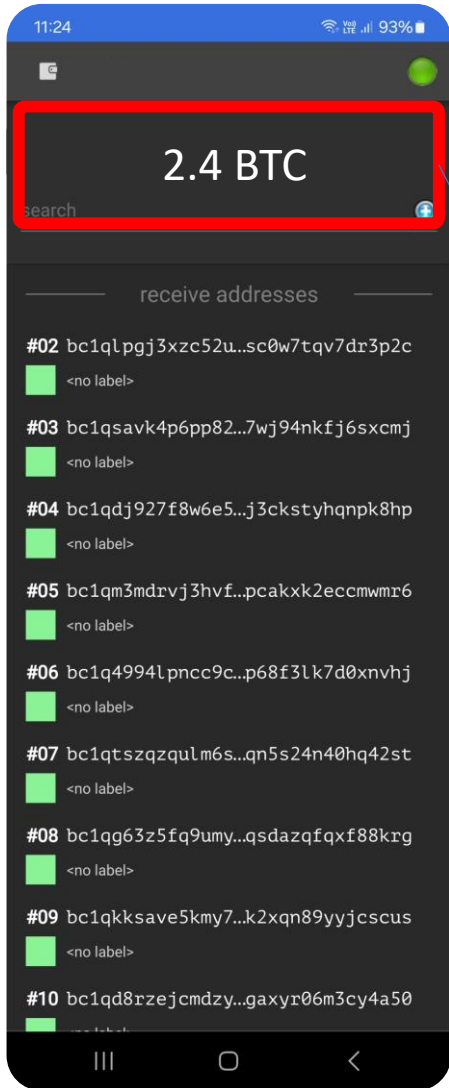 11:24 Vo) LTE 93%
2.4 BTC
search
receive addresses
#02 bc1qlpgj3xzc52u...sc0w7tqv7dr3p2c
<no label>
#03 bc1qsavk4p6pp82...7wj94nkfj6sxcmj
<no label>
#04 bc1qdj927f8w6e5...j3ckstyhqnpk8hp
<no label>
#05 bc1qm3mdrvj3hvf...pcakxk2eccmwmr6
<no label>
#06 bc1q4994lpncc9c...p68f3lk7d0xnvhj
<no label>
#07 bc1qtszqzqulm6s...qn5s24n40hq42st
<no label>
#08 bc1qg63z5fq9umy...qsdazqfqxf88krg
<no label>
#09 bc1qkksave5kmy7...k2xqn89yyjcscus
<no label>
#10 bc1qd8rzejcmdzy...gaxyr06m3cy4a50